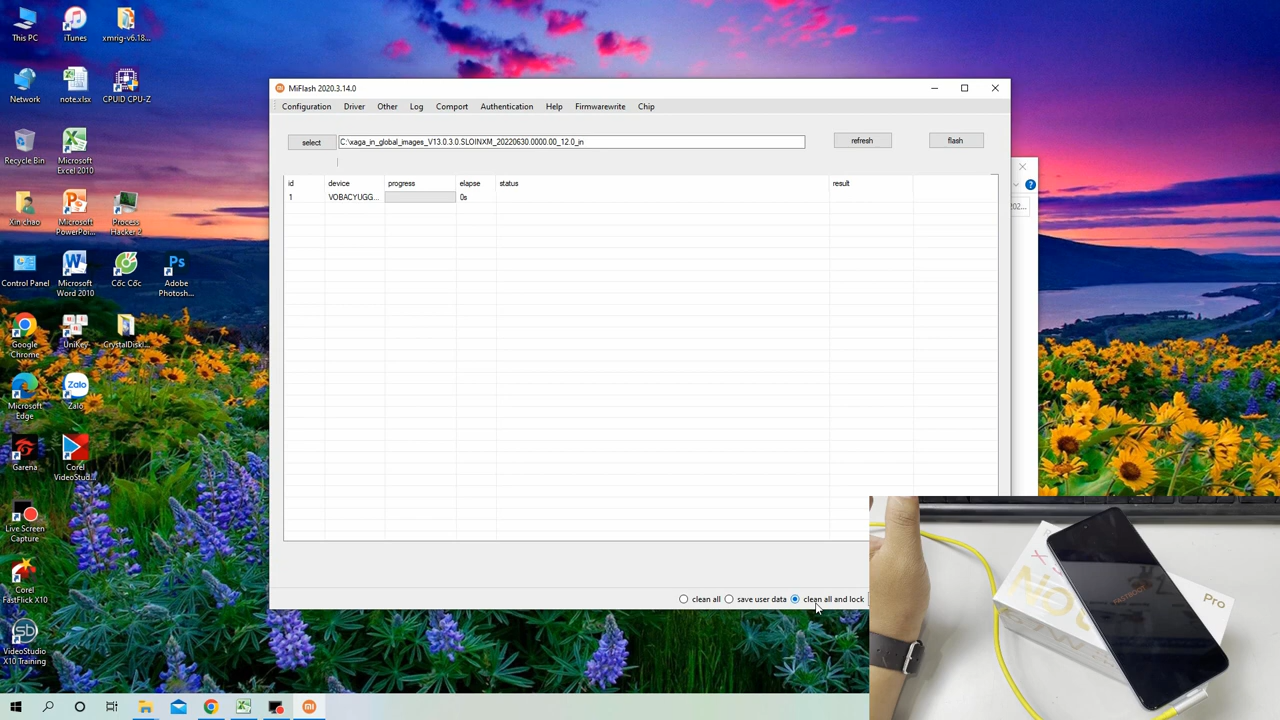 This PC
iTunes
xmrig-v6.18...
Network
note.xlsx
CPUID CPU-Z
Recycle Bin
Microsoft
Excel 2010
Xin chao
Microsoft
PowerPoi...
Process
Hacker 2
Control Panel
Microsoft
Word 2010
Cốc Cốc
Adobe
Photosh...
Google
Chrome
UniKey
CrystalDiskI...
Microsoft
Edge
Zalo
Garena
Corel
VideoStud...
Live Screen
Capture
Corel
FastFlick X10
VideoStudio
X10 Training
MiFlash 2020.3.14.0
Configuration Driver Other Log Comport Authentication Help Firmwarewrite Chip
select C:\xaga_in_global_images_V13.0.3.0.SLOINXM_20220630.0000.00_12.0_in refresh flash
id device progress elapse status result
1 VOBACYUGG... 0s
202...
clean all save user data clean all and lock
FASTBOOT
Pro